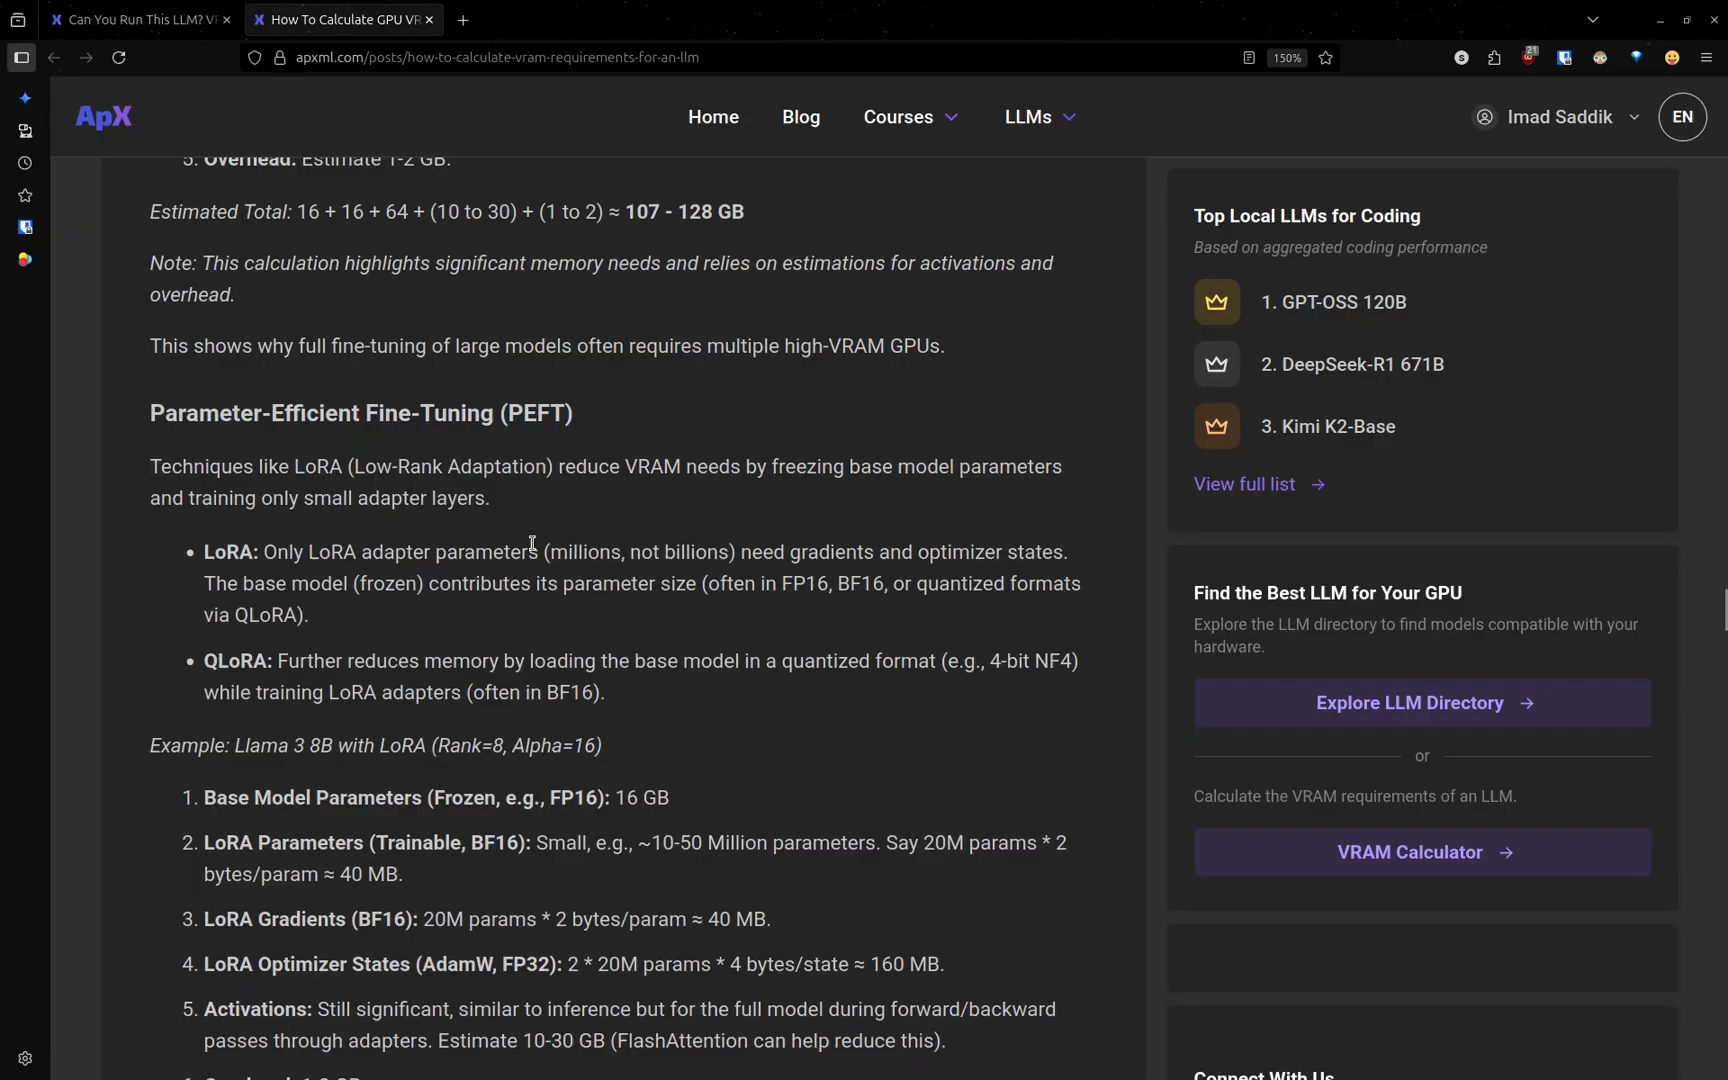 Can You Run This LLM? VR
How To Calculate GPU VR
apxml.com/posts/how-to-calculate-vram-requirements-for-an-llm
150%
21
ApX
Home
Blog
Courses
LLMs
Imad Saddik
EN
5. Overhead: Estimate 1-2 GB.
Estimated Total: 16 + 16 + 64 + (10 to 30) + (1 to 2) ≈ 107 - 128 GB
Note: This calculation highlights significant memory needs and relies on estimations for activations and
overhead.
This shows why full fine-tuning of large models often requires multiple high-VRAM GPUs.
Parameter-Efficient Fine-Tuning (PEFT)
Techniques like LoRA (Low-Rank Adaptation) reduce VRAM needs by freezing base model parameters
and training only small adapter layers.
• LoRA: Only LoRA adapter parameters (millions, not billions) need gradients and optimizer states.
The base model (frozen) contributes its parameter size (often in FP16, BF16, or quantized formats
via QLoRA).
• QLoRA: Further reduces memory by loading the base model in a quantized format (e.g., 4-bit NF4)
while training LoRA adapters (often in BF16).
Example: Llama 3 8B with LoRA (Rank=8, Alpha=16)
1. Base Model Parameters (Frozen, e.g., FP16): 16 GB
2. LoRA Parameters (Trainable, BF16): Small, e.g., ~10-50 Million parameters. Say 20M params * 2
bytes/param ≈ 40 MB.
3. LoRA Gradients (BF16): 20M params * 2 bytes/param ≈ 40 MB.
4. LoRA Optimizer States (AdamW, FP32): 2 * 20M params * 4 bytes/state ≈ 160 MB.
5. Activations: Still significant, similar to inference but for the full model during forward/backward
passes through adapters. Estimate 10-30 GB (FlashAttention can help reduce this).
Top Local LLMs for Coding
Based on aggregated coding performance
1. GPT-OSS 120B
2. DeepSeek-R1 671B
3. Kimi K2-Base
View full list →
Find the Best LLM for Your GPU
Explore the LLM directory to find models compatible with your
hardware.
Explore LLM Directory →
or
Calculate the VRAM requirements of an LLM.
VRAM Calculator →
Connect With Us